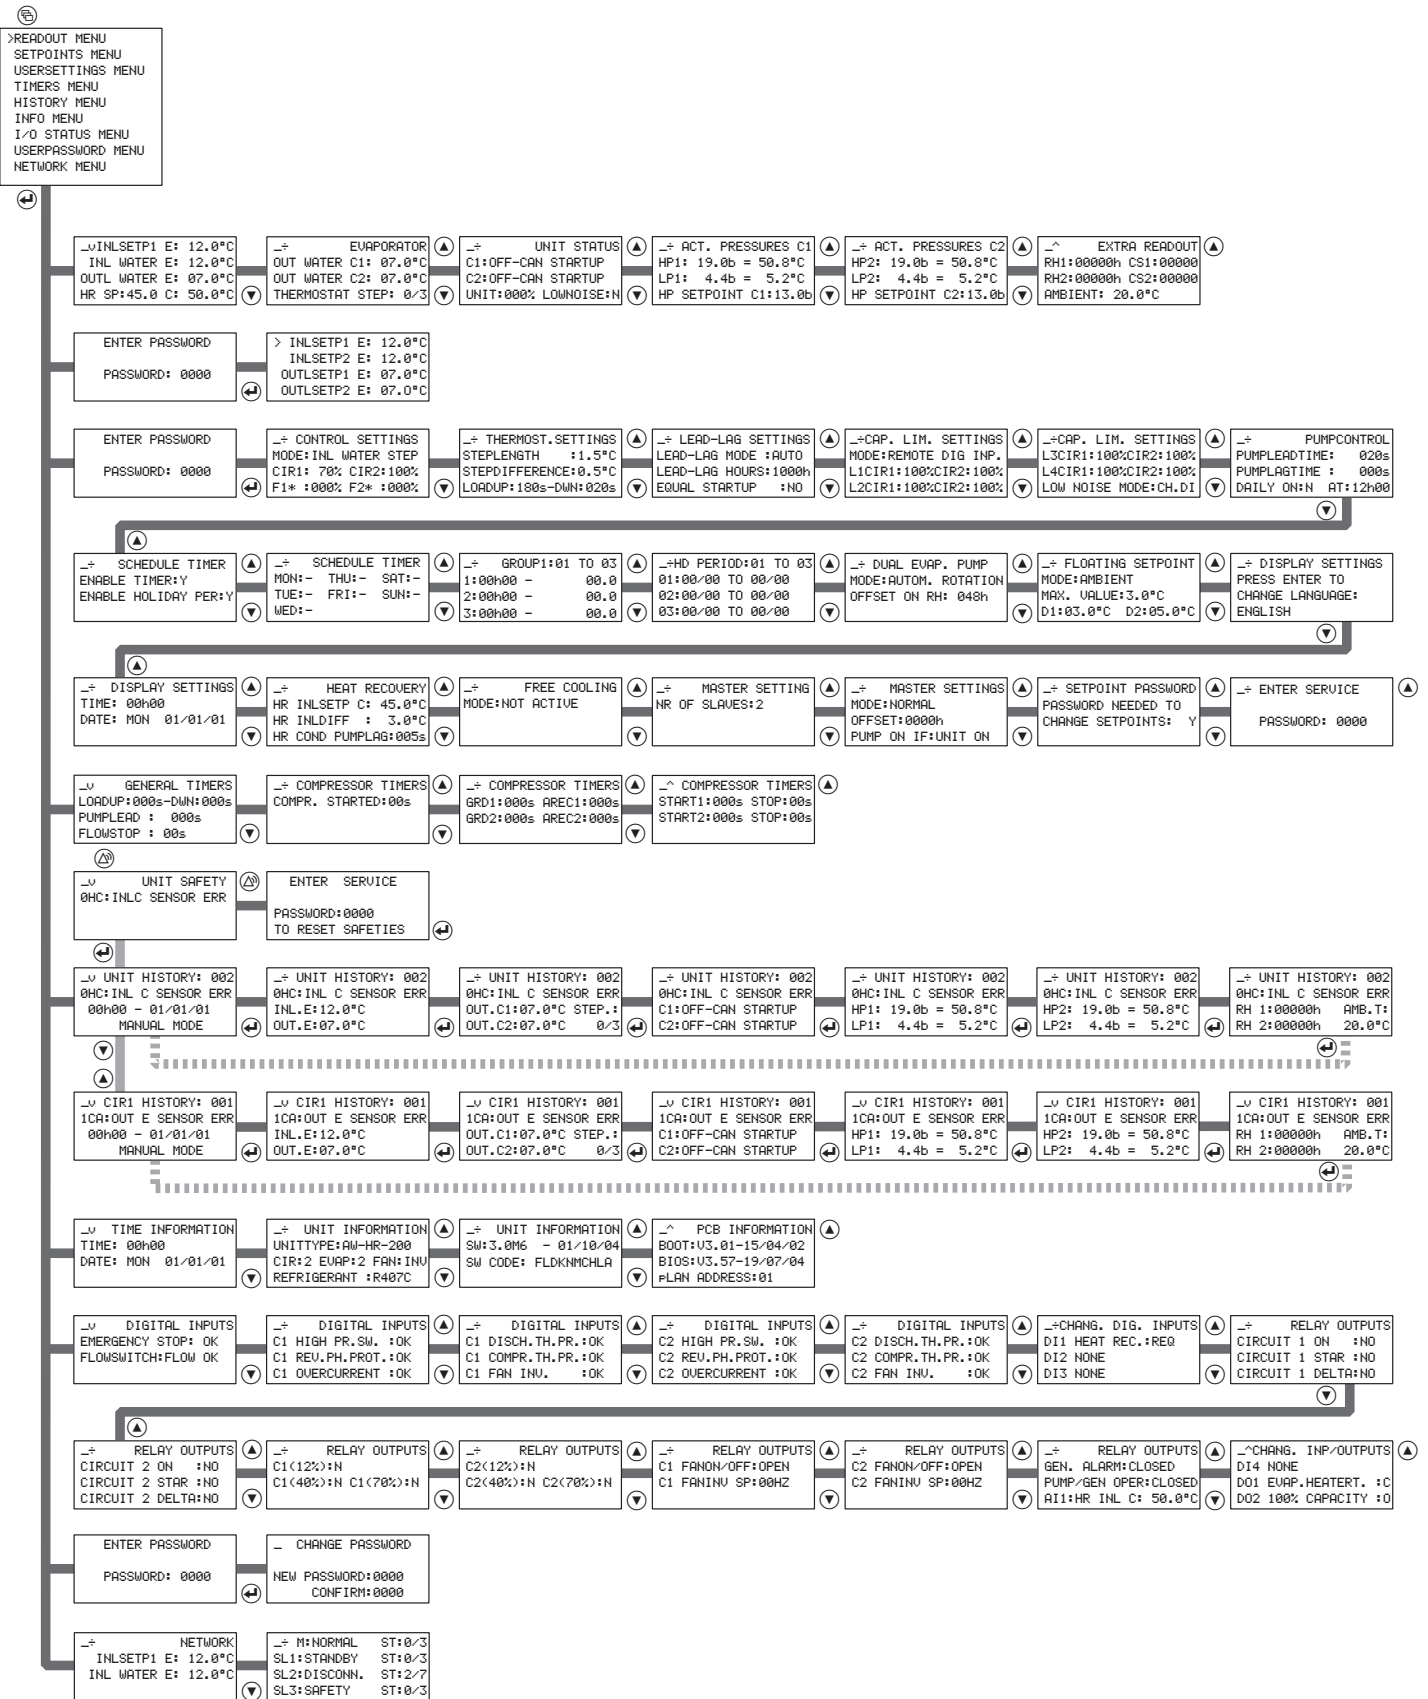 >READOUT MENU
SETPOINTS MENU
USERSETTINGS MENU
TIMERS MENU
HISTORY MENU
INFO MENU
I/O STATUS MENU
USERPASSWORD MENU
NETWORK MENU
_vINLSETP1 E: 12.0°C
INL WATER E: 12.0°C
OUTL WATER E: 07.0°C
HR SP:45.0 C: 50.0°C
_÷ EVAPORATOR
OUT WATER C1: 07.0°C
OUT WATER C2: 07.0°C
THERMOSTAT STEP: 0/3
_÷ UNIT STATUS
C1:OFF-CAN STARTUP
C2:OFF-CAN STARTUP
UNIT:000% LOWNOISE:N
_÷ ACT. PRESSURES C1
HP1: 19.0b = 50.8°C
LP1: 4.4b = 5.2°C
HP SETPOINT C1:13.0b
_÷ ACT. PRESSURES C2
HP2: 19.0b = 50.8°C
LP2: 4.4b = 5.2°C
HP SETPOINT C2:13.0b
_^ EXTRA READOUT
RH1:00000h CS1:00000
RH2:00000h CS2:00000
AMBIENT: 20.0°C
ENTER PASSWORD
PASSWORD: 0000
> INLSETP1 E: 12.0°C
INLSETP2 E: 12.0°C
OUTLSETP1 E: 07.0°C
OUTLSETP2 E: 07.0°C
ENTER PASSWORD
PASSWORD: 0000
_÷ CONTROL SETTINGS
MODE:INL WATER STEP
CIR1: 70% CIR2:100%
F1* :000% F2* :000%
_÷ THERMOST.SETTINGS
STEPLENGTH :1.5°C
STEPDIFFERENCE:0.5°C
LOADUP:180s-DWN:020s
_÷ LEAD-LAG SETTINGS
LEAD-LAG MODE :AUTO
LEAD-LAG HOURS:1000h
EQUAL STARTUP :NO
_÷CAP. LIM. SETTINGS
MODE:REMOTE DIG INP.
L1CIR1:100%CIR2:100%
L2CIR1:100%CIR2:100%
_÷CAP. LIM. SETTINGS
L3CIR1:100%CIR2:100%
L4CIR1:100%CIR2:100%
LOW NOISE MODE:CH.DI
_÷ PUMPCONTROL
PUMPLEADTIME: 020s
PUMPLAGTIME : 000s
DAILY ON:N AT:12h00
_÷ SCHEDULE TIMER
ENABLE TIMER:Y
ENABLE HOLIDAY PER:Y
_÷ SCHEDULE TIMER
MON:- THU:- SAT:-
TUE:- FRI:- SUN:-
WED:-
_÷ GROUP1:01 TO 03
1:00h00 - 00.0
2:00h00 - 00.0
3:00h00 - 00.0
_÷HD PERIOD:01 TO 03
01:00/00 TO 00/00
02:00/00 TO 00/00
03:00/00 TO 00/00
_÷ DUAL EVAP. PUMP
MODE:AUTOM. ROTATION
OFFSET ON RH: 048h
_÷ FLOATING SETPOINT
MODE:AMBIENT
MAX. VALUE:3.0°C
D1:03.0°C D2:05.0°C
_÷ DISPLAY SETTINGS
PRESS ENTER TO
CHANGE LANGUAGE:
ENGLISH
_÷ DISPLAY SETTINGS
TIME: 00h00
DATE: MON 01/01/01
_÷ HEAT RECOVERY
HR INLSETP C: 45.0°C
HR INLDIFF : 3.0°C
HR COND PUMPLAG:005s
_÷ FREE COOLING
MODE:NOT ACTIVE
_÷ MASTER SETTING
NR OF SLAVES:2
_÷ MASTER SETTINGS
MODE:NORMAL
OFFSET:0000h
PUMP ON IF:UNIT ON
_÷ SETPOINT PASSWORD
PASSWORD NEEDED TO
CHANGE SETPOINTS: Y
_÷ ENTER SERVICE
PASSWORD: 0000
_v GENERAL TIMERS
LOADUP:000s-DWN:000s
PUMPLEAD : 000s
FLOWSTOP : 00s
_÷ COMPRESSOR TIMERS
COMPR. STARTED:00s
_÷ COMPRESSOR TIMERS
GRD1:000s AREC1:000s
GRD2:000s AREC2:000s
_^ COMPRESSOR TIMERS
START1:000s STOP:00s
START2:000s STOP:00s
_v UNIT SAFETY
0HC:INLC SENSOR ERR
ENTER SERVICE
PASSWORD:0000
TO RESET SAFETIES
_v UNIT HISTORY: 002
0HC:INL C SENSOR ERR
00h00 - 01/01/01
MANUAL MODE
_÷ UNIT HISTORY: 002
0HC:INL C SENSOR ERR
INL.E:12.0°C
OUT.E:07.0°C
_÷ UNIT HISTORY: 002
0HC:INL C SENSOR ERR
OUT.C1:07.0°C STEP.:
OUT.C2:07.0°C 0/3
_÷ UNIT HISTORY: 002
0HC:INL C SENSOR ERR
C1:OFF-CAN STARTUP
C2:OFF-CAN STARTUP
_÷ UNIT HISTORY: 002
0HC:INL C SENSOR ERR
HP1: 19.0b = 50.8°C
LP1: 4.4b = 5.2°C
_÷ UNIT HISTORY: 002
0HC:INL C SENSOR ERR
HP2: 19.0b = 50.8°C
LP2: 4.4b = 5.2°C
_÷ UNIT HISTORY: 002
0HC:INL C SENSOR ERR
RH 1:00000h AMB.T:
RH 2:00000h 20.0°C
_v CIR1 HISTORY: 001
1CA:OUT E SENSOR ERR
00h00 - 01/01/01
MANUAL MODE
_v CIR1 HISTORY: 001
1CA:OUT E SENSOR ERR
INL.E:12.0°C
OUT.E:07.0°C
_v CIR1 HISTORY: 001
1CA:OUT E SENSOR ERR
OUT.C1:07.0°C STEP.:
OUT.C2:07.0°C 0/3
_v CIR1 HISTORY: 001
1CA:OUT E SENSOR ERR
C1:OFF-CAN STARTUP
C2:OFF-CAN STARTUP
_v CIR1 HISTORY: 001
1CA:OUT E SENSOR ERR
HP1: 19.0b = 50.8°C
LP1: 4.4b = 5.2°C
_v CIR1 HISTORY: 001
1CA:OUT E SENSOR ERR
HP2: 19.0b = 50.8°C
LP2: 4.4b = 5.2°C
_v CIR1 HISTORY: 001
1CA:OUT E SENSOR ERR
RH 1:00000h AMB.T:
RH 2:00000h 20.0°C
_v TIME INFORMATION
TIME: 00h00
DATE: MON 01/01/01
_÷ UNIT INFORMATION
UNITTYPE:AW-HR-200
CIR:2 EVAP:2 FAN:INV
REFRIGERANT :R407C
_÷ UNIT INFORMATION
SW:3.0M6 - 01/10/04
SW CODE: FLDKNMCHLA
_^ PCB INFORMATION
BOOT:V3.01-15/04/02
BIOS:V3.57-19/07/04
pLAN ADDRESS:01
_v DIGITAL INPUTS
EMERGENCY STOP: OK
FLOWSWITCH:FLOW OK
_÷ DIGITAL INPUTS
C1 HIGH PR.SW. :OK
C1 REV.PH.PROT.:OK
C1 OVERCURRENT :OK
_÷ DIGITAL INPUTS
C1 DISCH.TH.PR.:OK
C1 COMPR.TH.PR.:OK
C1 FAN INV. :OK
_÷ DIGITAL INPUTS
C2 HIGH PR.SW. :OK
C2 REV.PH.PROT.:OK
C2 OVERCURRENT :OK
_÷ DIGITAL INPUTS
C2 DISCH.TH.PR.:OK
C2 COMPR.TH.PR.:OK
C2 FAN INV. :OK
_÷CHANG. DIG. INPUTS
DI1 HEAT REC.:REQ
DI2 NONE
DI3 NONE
_÷ RELAY OUTPUTS
CIRCUIT 1 ON :NO
CIRCUIT 1 STAR :NO
CIRCUIT 1 DELTA:NO
_÷ RELAY OUTPUTS
CIRCUIT 2 ON :NO
CIRCUIT 2 STAR :NO
CIRCUIT 2 DELTA:NO
_÷ RELAY OUTPUTS
C1(12%):N
C1(40%):N C1(70%):N
_÷ RELAY OUTPUTS
C2(12%):N
C2(40%):N C2(70%):N
_÷ RELAY OUTPUTS
C1 FANON/OFF:OPEN
C1 FANINV SP:00HZ
_÷ RELAY OUTPUTS
C2 FANON/OFF:OPEN
C2 FANINV SP:00HZ
_÷ RELAY OUTPUTS
GEN. ALARM:CLOSED
PUMP/GEN OPER:CLOSED
AI1:HR INL C: 50.0°C
_^CHANG. INP/OUTPUTS
DI4 NONE
DO1 EVAP.HEATERT. :C
DO2 100% CAPACITY :O
ENTER PASSWORD
PASSWORD: 0000
_ CHANGE PASSWORD
NEW PASSWORD:0000
CONFIRM:0000
_÷ NETWORK
INLSETP1 E: 12.0°C
INL WATER E: 12.0°C
_÷ M:NORMAL ST:0/3
SL1:STANDBY ST:0/3
SL2:DISCONN. ST:2/7
SL3:SAFETY ST:0/3